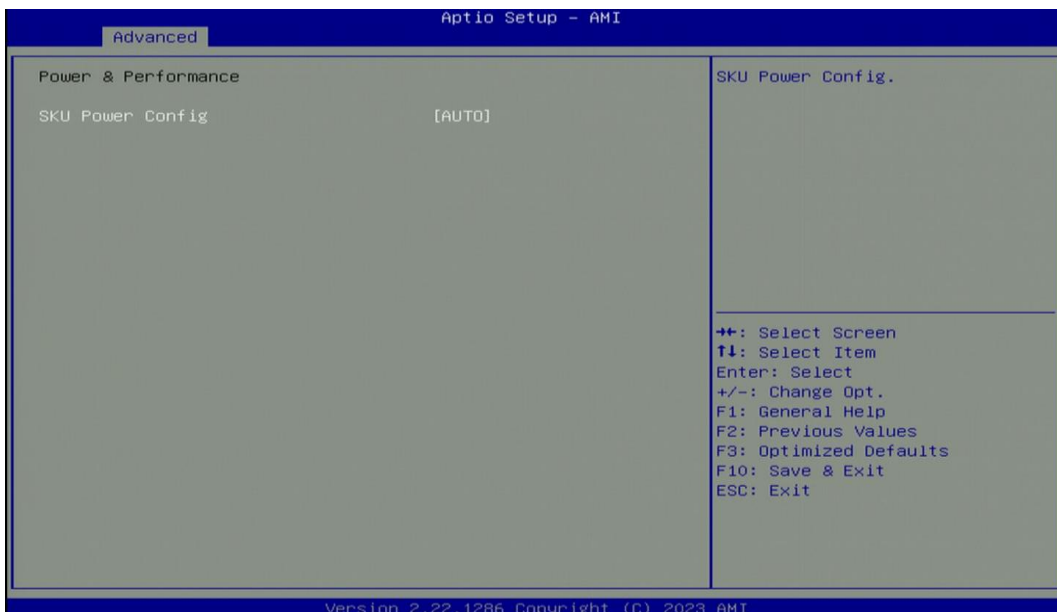 Aptio Setup – AMI
Advanced
Power & Performance
SKU Power Config [AUTO]
SKU Power Config.
→←: Select Screen
↑↓: Select Item
Enter: Select
+/-: Change Opt.
F1: General Help
F2: Previous Values
F3: Optimized Defaults
F10: Save & Exit
ESC: Exit
Version 2.22.1286 Copyright (C) 2023 AMI